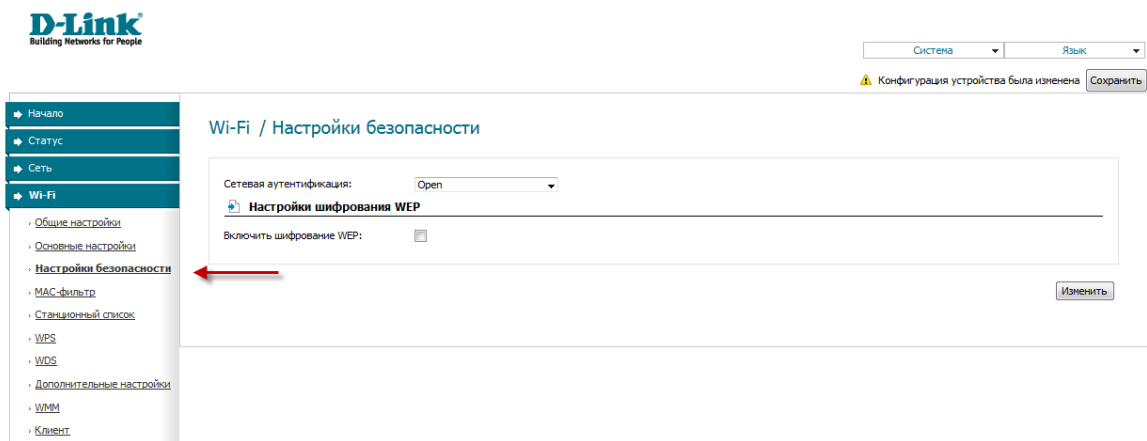 D-Link
Building Networks for People
Система Язык
Конфигурация устройства была изменена Сохранить
Начало
Статус
Сеть
Wi-Fi
Общие настройки
Основные настройки
Настройки безопасности
MAC-фильтр
Станционный список
WPS
WDS
Дополнительные настройки
WMM
Клиент
Wi-Fi / Настройки безопасности
Сетевая аутентификация: Open
Настройки шифрования WEP
Включить шифрование WEP:
Изменить